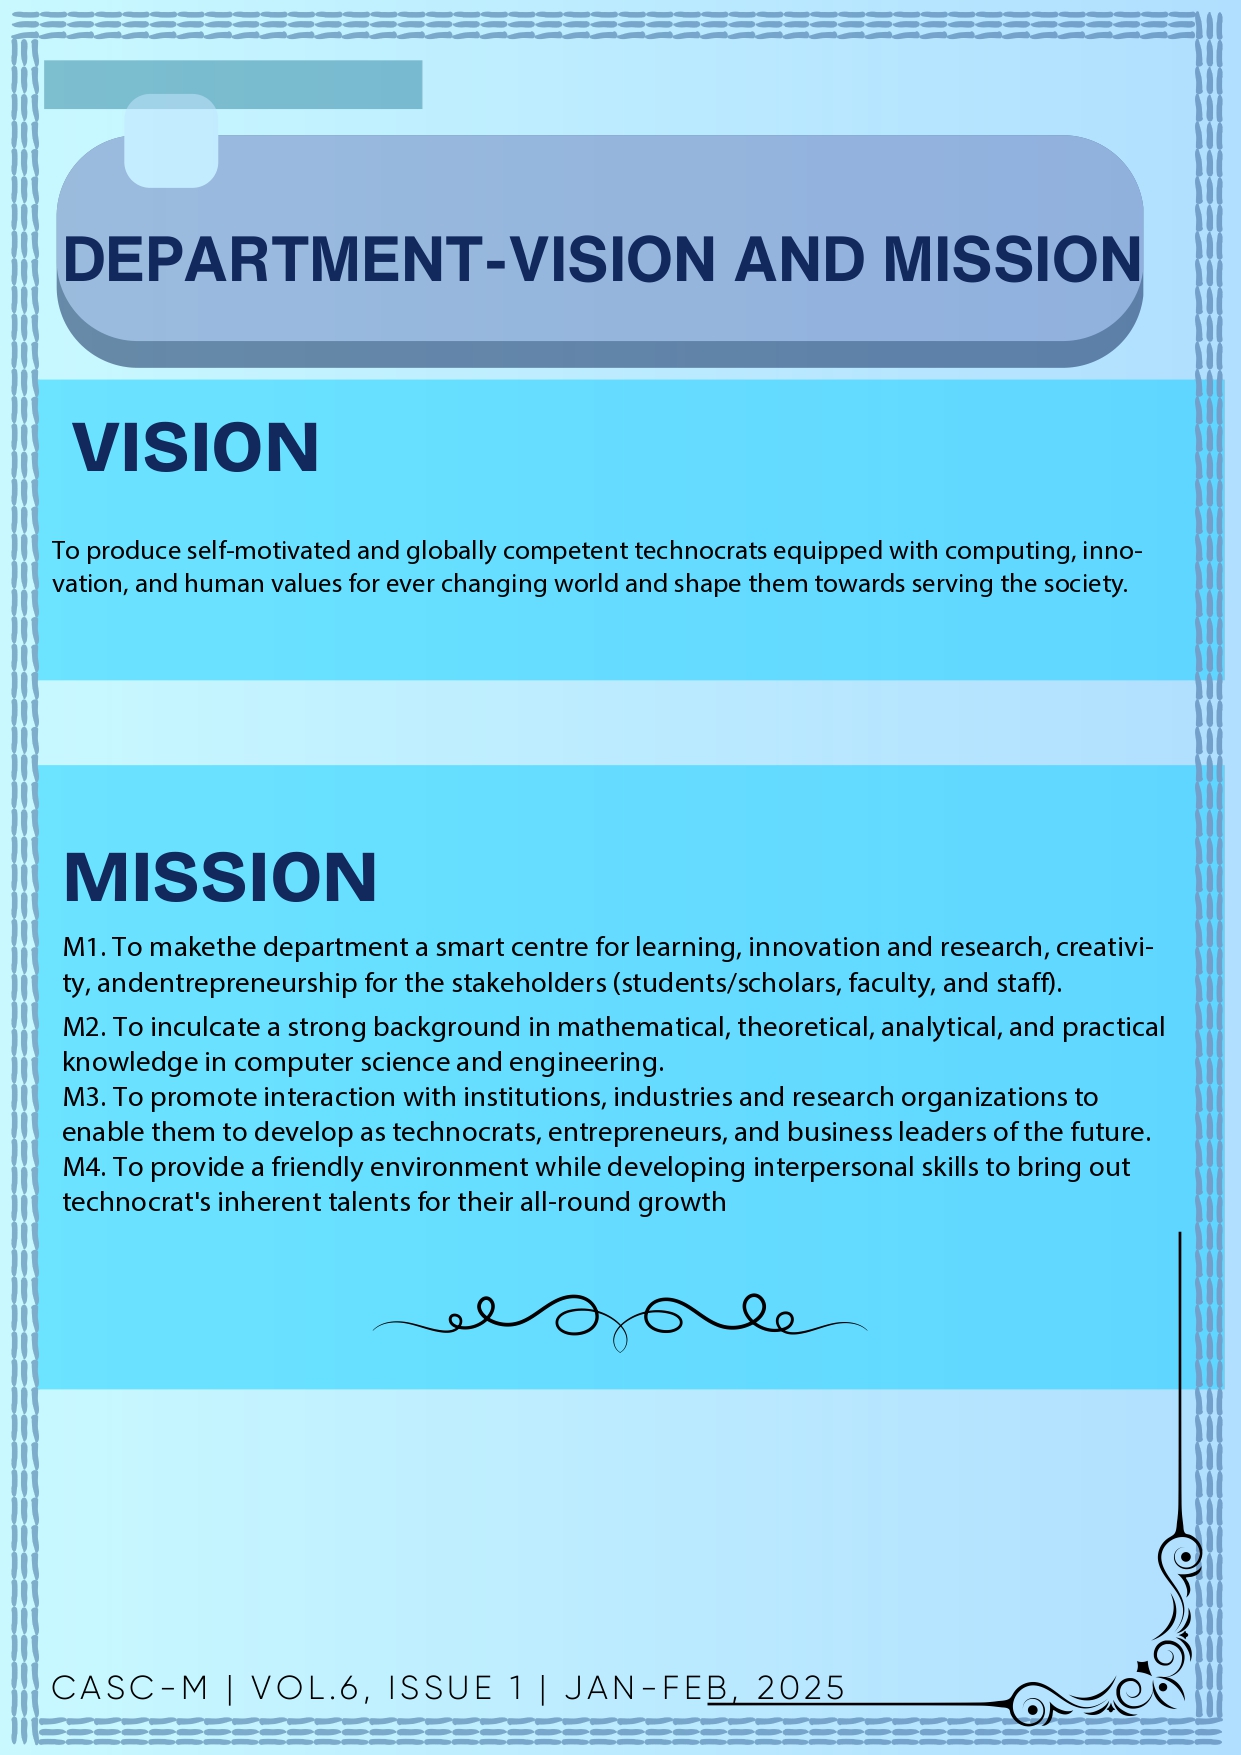 DEPARTMENT-VISION AND MISSION
VISION
To produce self-motivated and globally competent technocrats equipped with computing, inno-
vation, and human values for ever changing world and shape them towards serving the society.
MISSION
M1. To makethe department a smart centre for learning, innovation and research, creativi-
ty, andentrepreneurship for the stakeholders (students/scholars, faculty, and staff).
M2. To inculcate a strong background in mathematical, theoretical, analytical, and practical
knowledge in computer science and engineering.
M3. To promote interaction with institutions, industries and research organizations to
enable them to develop as technocrats, entrepreneurs, and business leaders of the future.
M4. To provide a friendly environment while developing interpersonal skills to bring out
technocrat's inherent talents for their all-round growth
CASC-M | VOL.6, ISSUE 1 | JAN-FEB, 2025